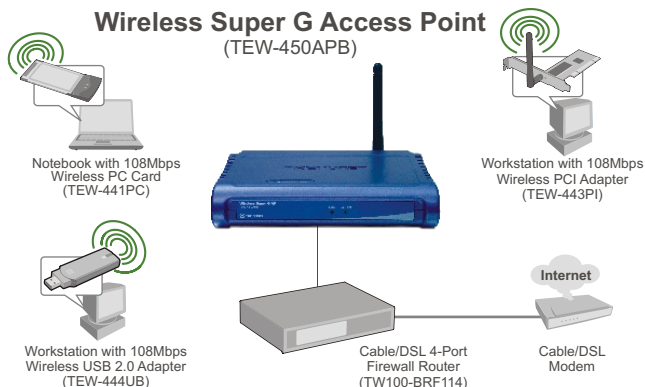 Wireless Super G Access Point
(TEW-450APB)
Notebook with 108Mbps
Wireless PC Card
(TEW-441PC)
Workstation with 108Mbps
Wireless PCI Adapter
(TEW-443PI)
Internet
Workstation with 108Mbps
Wireless USB 2.0 Adapter
(TEW-444UB)
Cable/DSL 4-Port
Firewall Router
(TW100-BRF114)
Cable/DSL
Modem